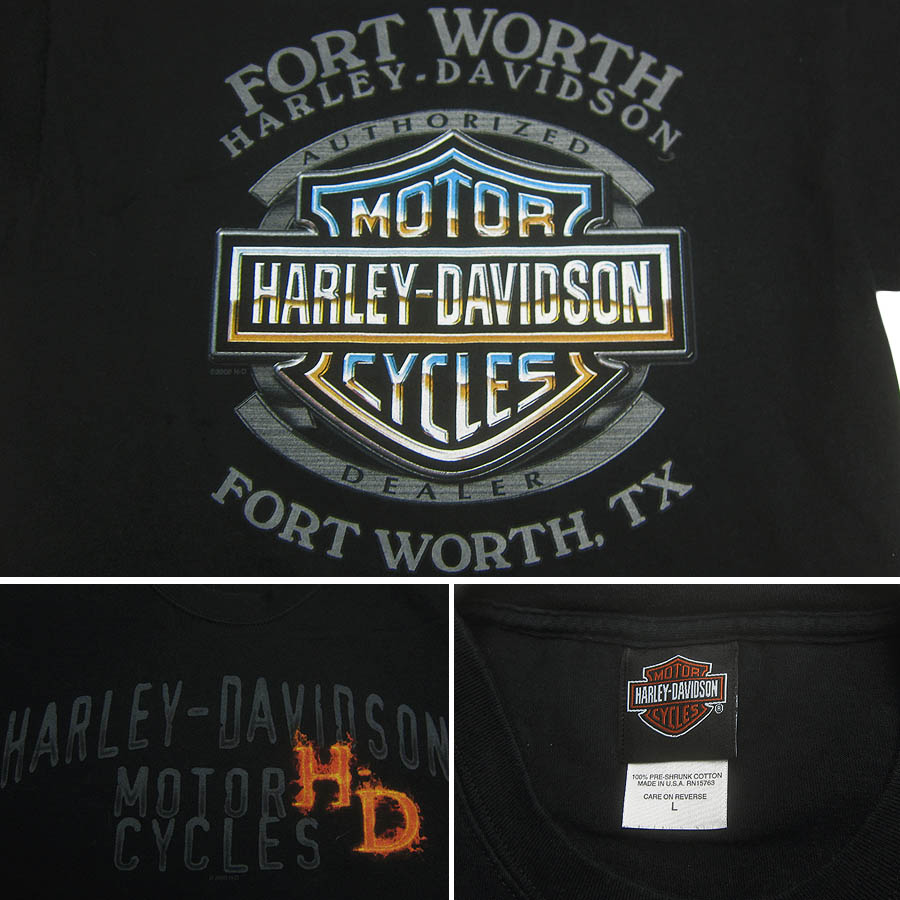 FORT WORTH
HARLEY-DAVIDSON
AUTHORIZED
MOTOR
HARLEY-DAVIDSON
CYCLES
DEALER
FORT WORTH, TX
HARLEY-DAVIDSON
MOTOR
CYCLES
H-D
MOTOR
HARLEY-DAVIDSON
CYCLES
®
100% PRE-SHRUNK COTTON
MADE IN U.S.A. RN15763
CARE ON REVERSE
L